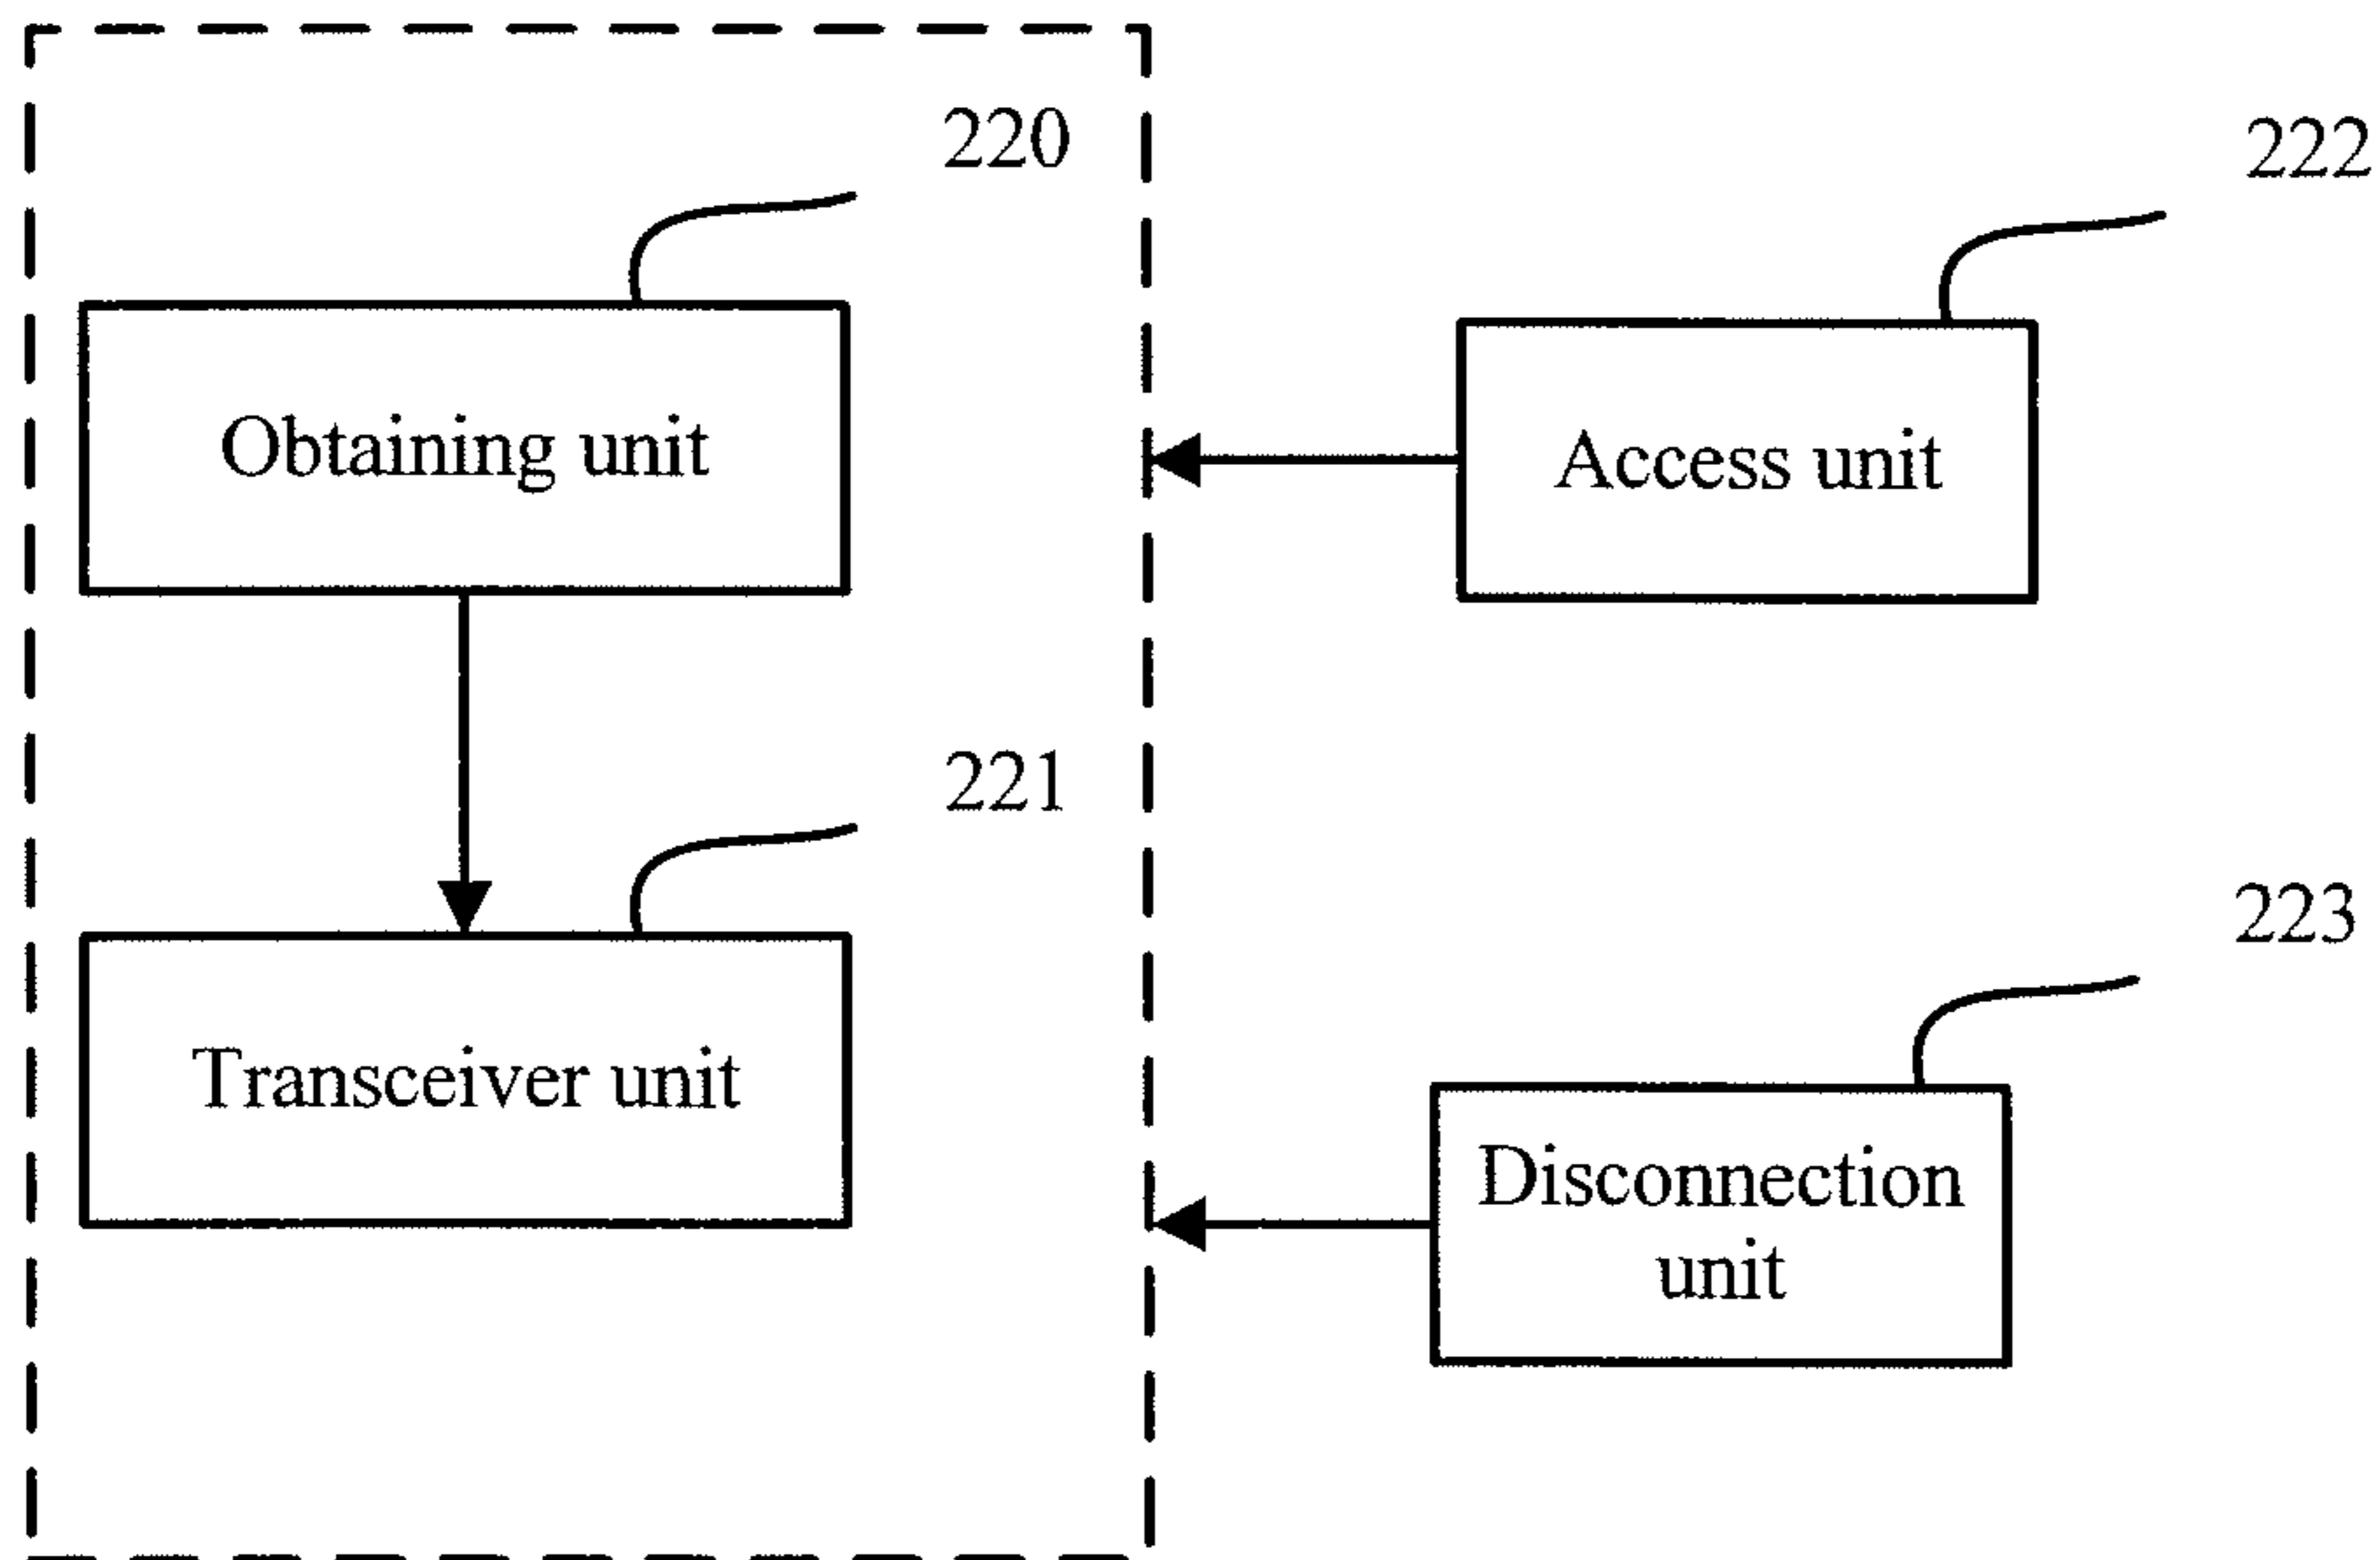 220
222
Obtaining unit
Access unit
221
223
Transceiver unit
Disconnection
unit